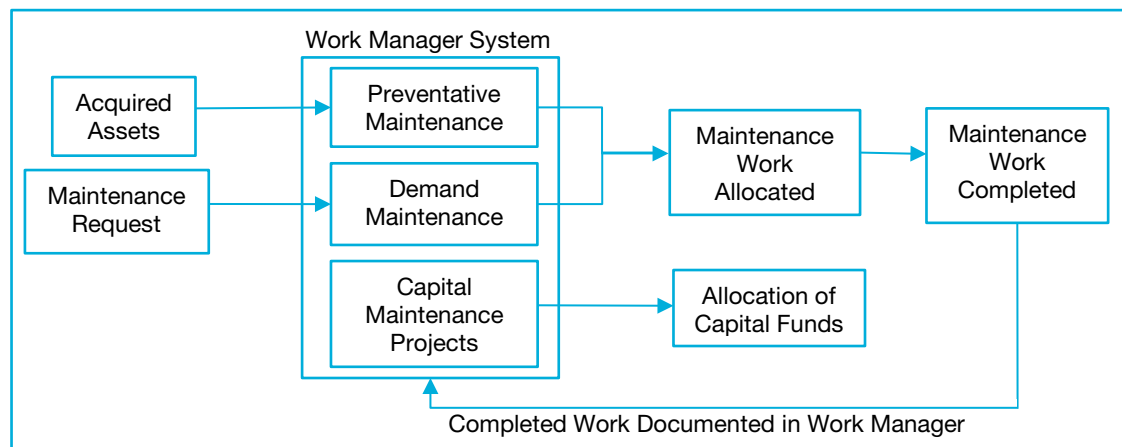 Work Manager System
Acquired
Assets
Preventative
Maintenance
Maintenance
Work
Allocated
Maintenance
Work
Completed
Maintenance
Request
Demand
Maintenance
Capital
Maintenance
Projects
Allocation of
Capital Funds
Completed Work Documented in Work Manager